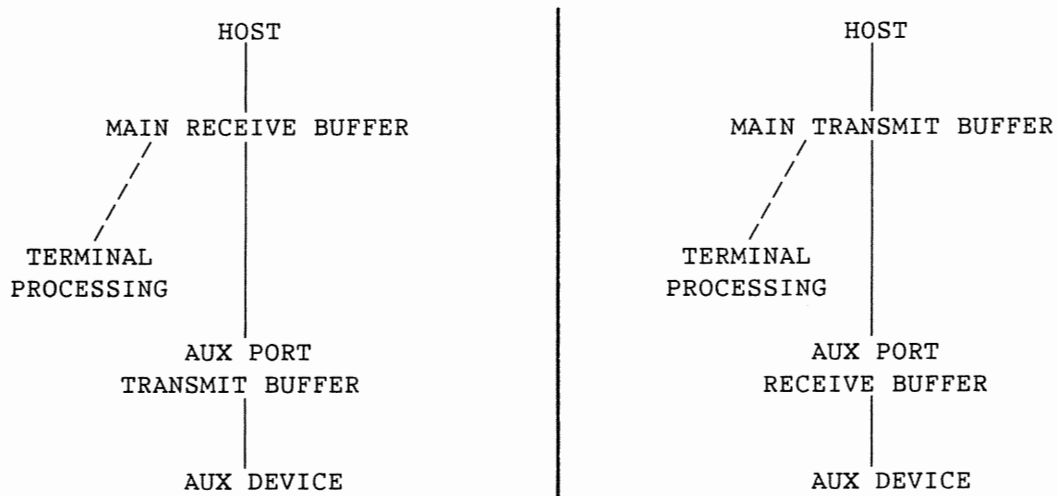 HOST
MAIN RECEIVE BUFFER
TERMINAL
PROCESSING
AUX PORT
TRANSMIT BUFFER
AUX DEVICE
HOST
MAIN TRANSMIT BUFFER
TERMINAL
PROCESSING
AUX PORT
RECEIVE BUFFER
AUX DEVICE